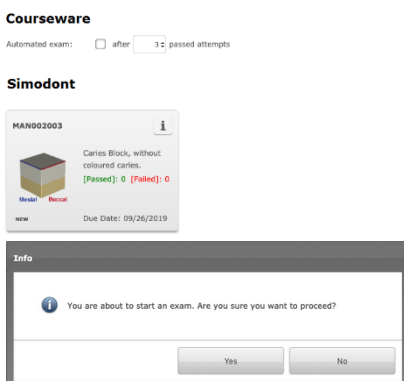 Courseware
Automated exam: after 3 passed attempts
Simodont
MAN002003 i
Caries Block, without
coloured caries.
[Passed]: 0 [Failed]: 0
Mesial Buccal
NEW Due Date: 09/26/2019
Info
You are about to start an exam. Are you sure you want to proceed?
Yes No